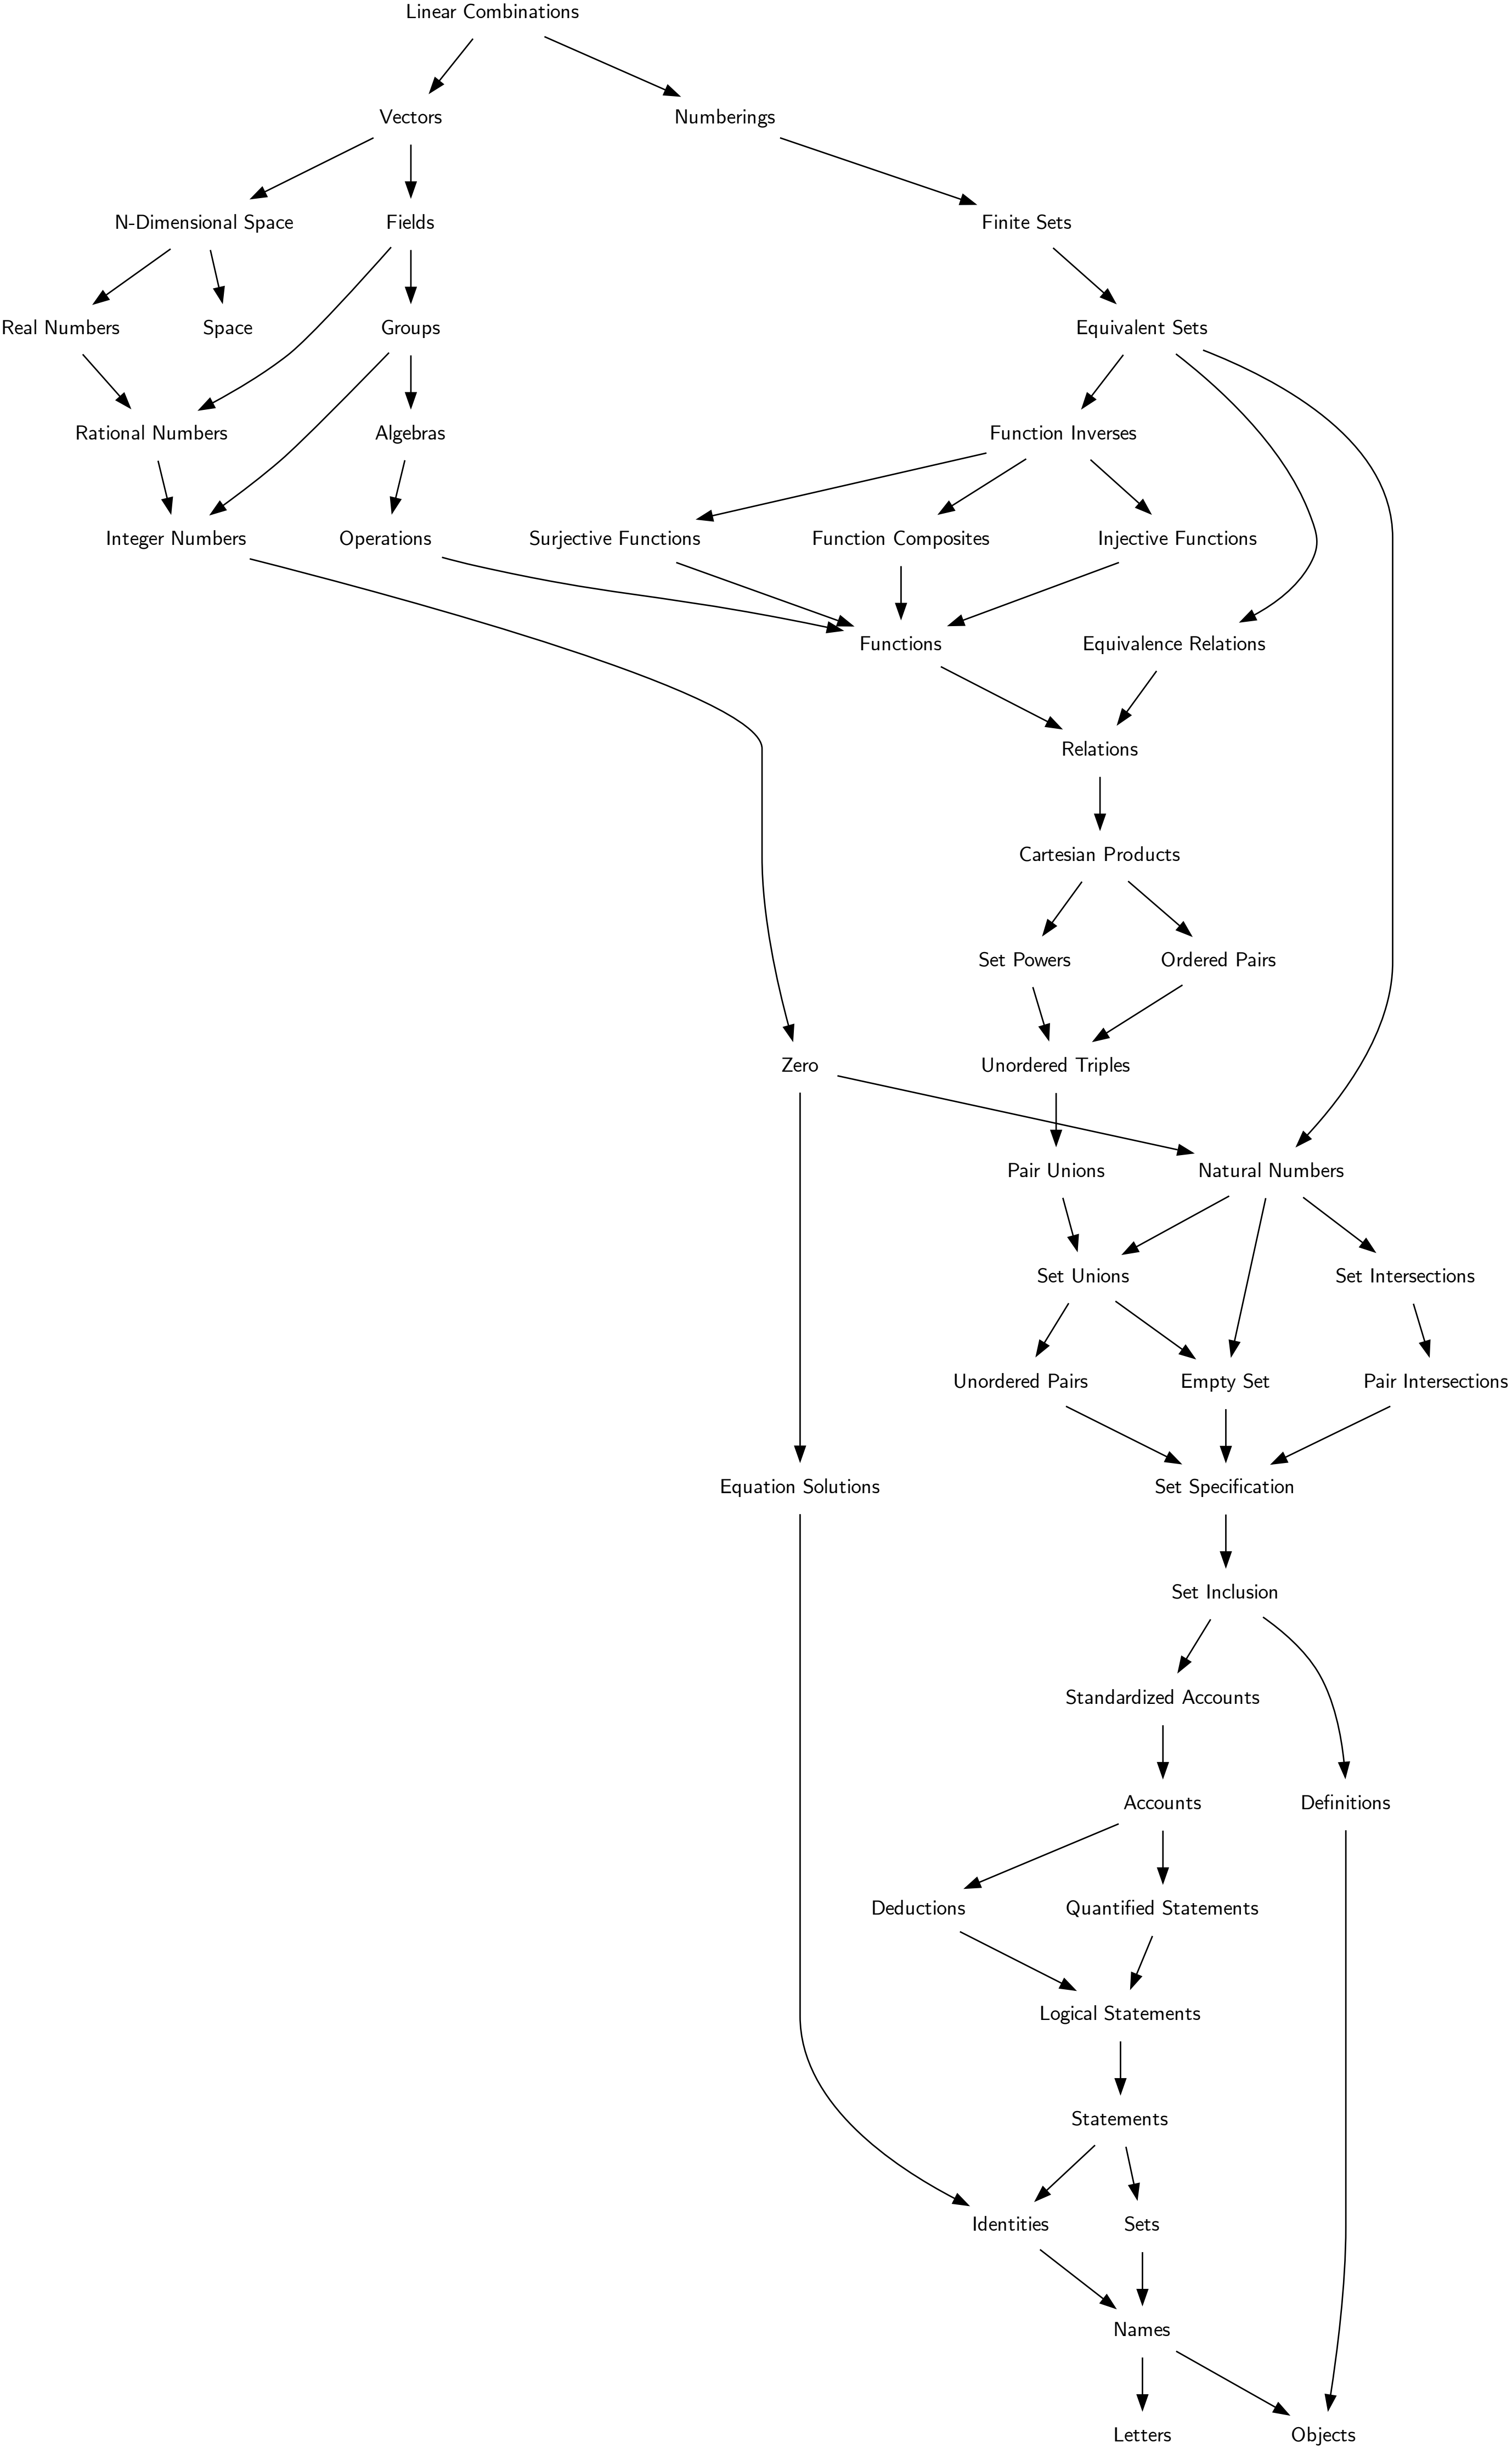 Linear Combinations
Vectors
Numberings
N-Dimensional Space
Fields
Finite Sets
Real Numbers
Space
Groups
Equivalent Sets
Rational Numbers
Algebras
Function Inverses
Integer Numbers
Operations
Surjective Functions
Function Composites
Injective Functions
Functions
Equivalence Relations
Relations
Cartesian Products
Set Powers
Ordered Pairs
Zero
Unordered Triples
Pair Unions
Natural Numbers
Set Unions
Set Intersections
Unordered Pairs
Empty Set
Pair Intersections
Equation Solutions
Set Specification
Set Inclusion
Standardized Accounts
Accounts
Definitions
Deductions
Quantified Statements
Logical Statements
Statements
Identities
Sets
Names
Letters
Objects